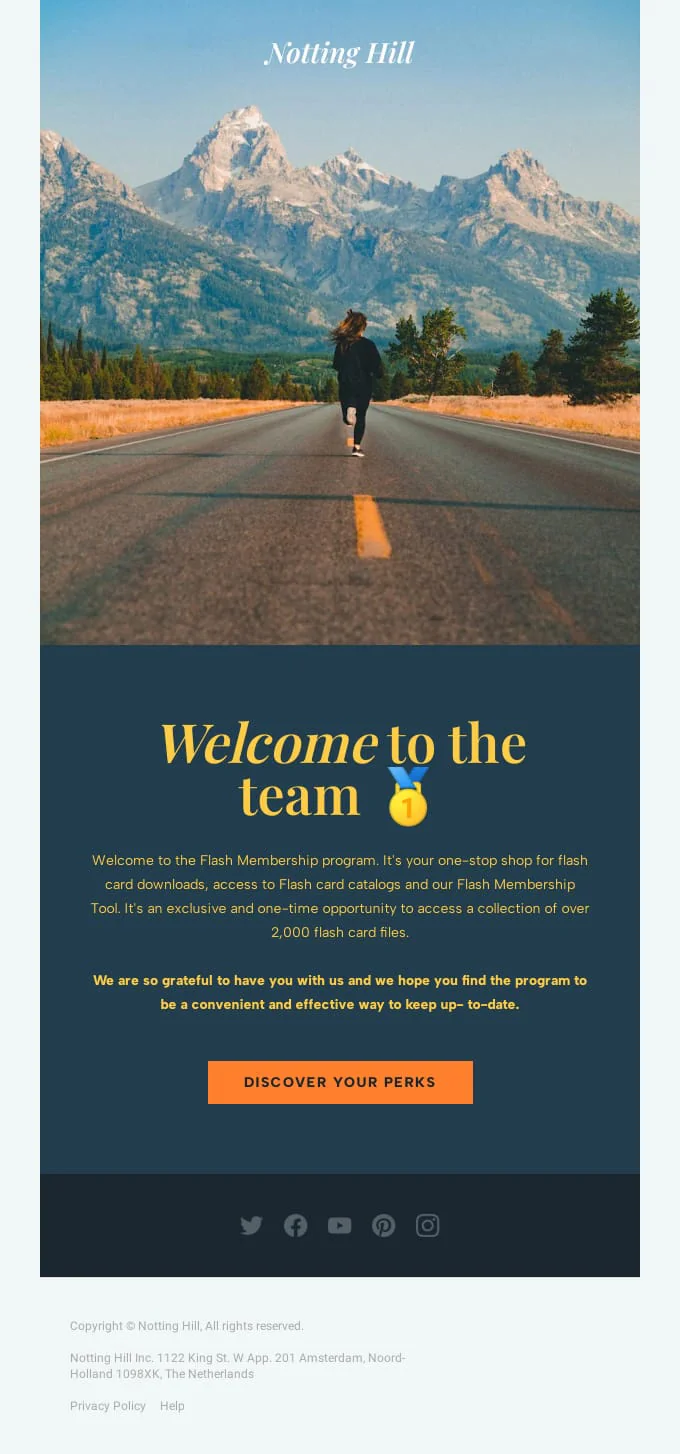 Notting Hill
Welcome to the
team 🥇
Welcome to the Flash Membership program. It's your one-stop shop for flash
card downloads, access to Flash card catalogs and our Flash Membership
Tool. It's an exclusive and one-time opportunity to access a collection of over
2,000 flash card files.
We are so grateful to have you with us and we hope you find the program to
be a convenient and effective way to keep up- to-date.
DISCOVER YOUR PERKS
Copyright © Notting Hill, All rights reserved.
Notting Hill Inc. 1122 King St. W App. 201 Amsterdam, Noord-
Holland 1098XK, The Netherlands
Privacy Policy Help